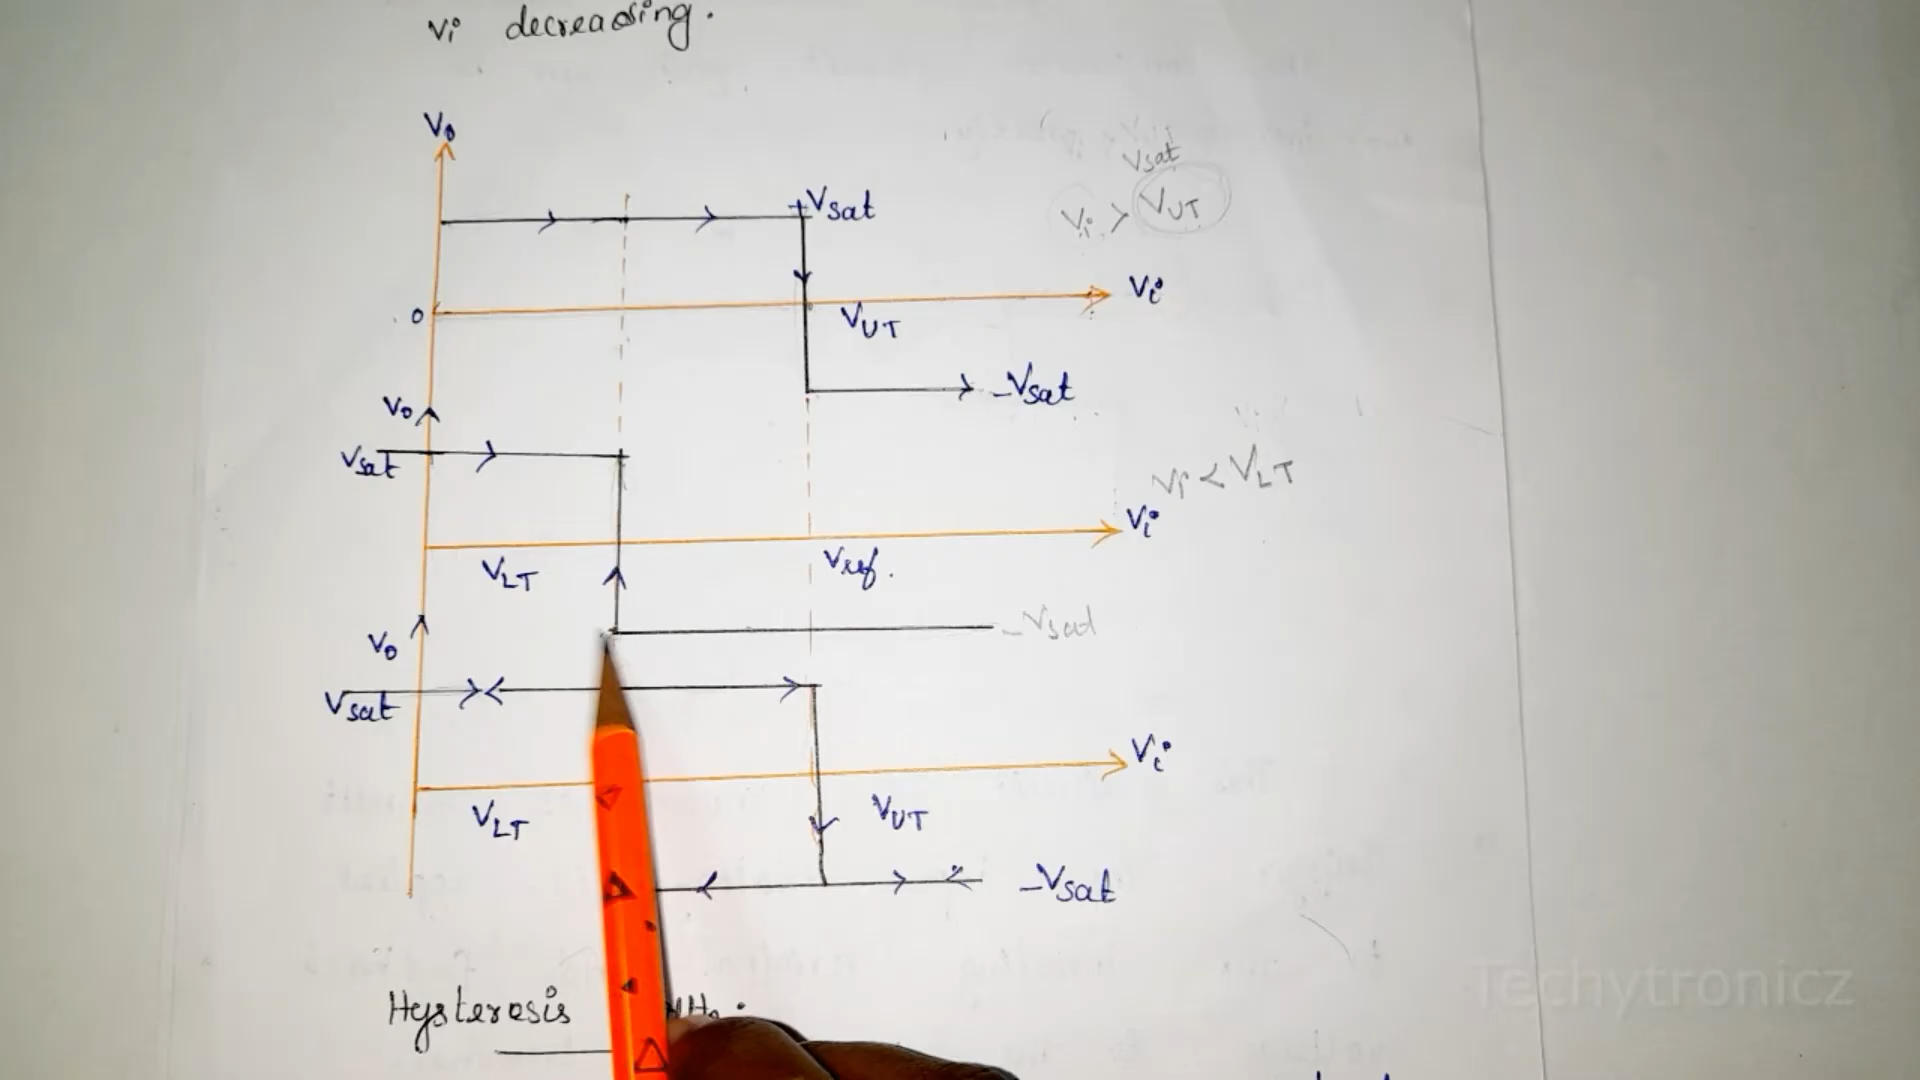 Vi decreasing.
Vo
Vsat
+Vsat
Vi > VUT
Vi
0
VUT
-Vsat
Vo
Vsat
Vi < VLT
Vi
VLT
Vref.
-Vsat
Vo
Vsat
Vi
VLT
VUT
-Vsat
Techytronicz
Hysteresis